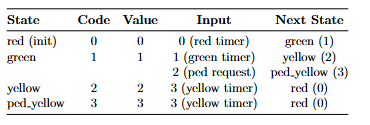 State Code Value Input Next State
red (init) 0 0 0 (red timer) green (1)
green 1 1 1 (green timer) yellow (2)
2 (ped request) ped_yellow (3)
yellow 2 2 3 (yellow timer) red (0)
ped_yellow 3 3 3 (yellow timer) red (0)